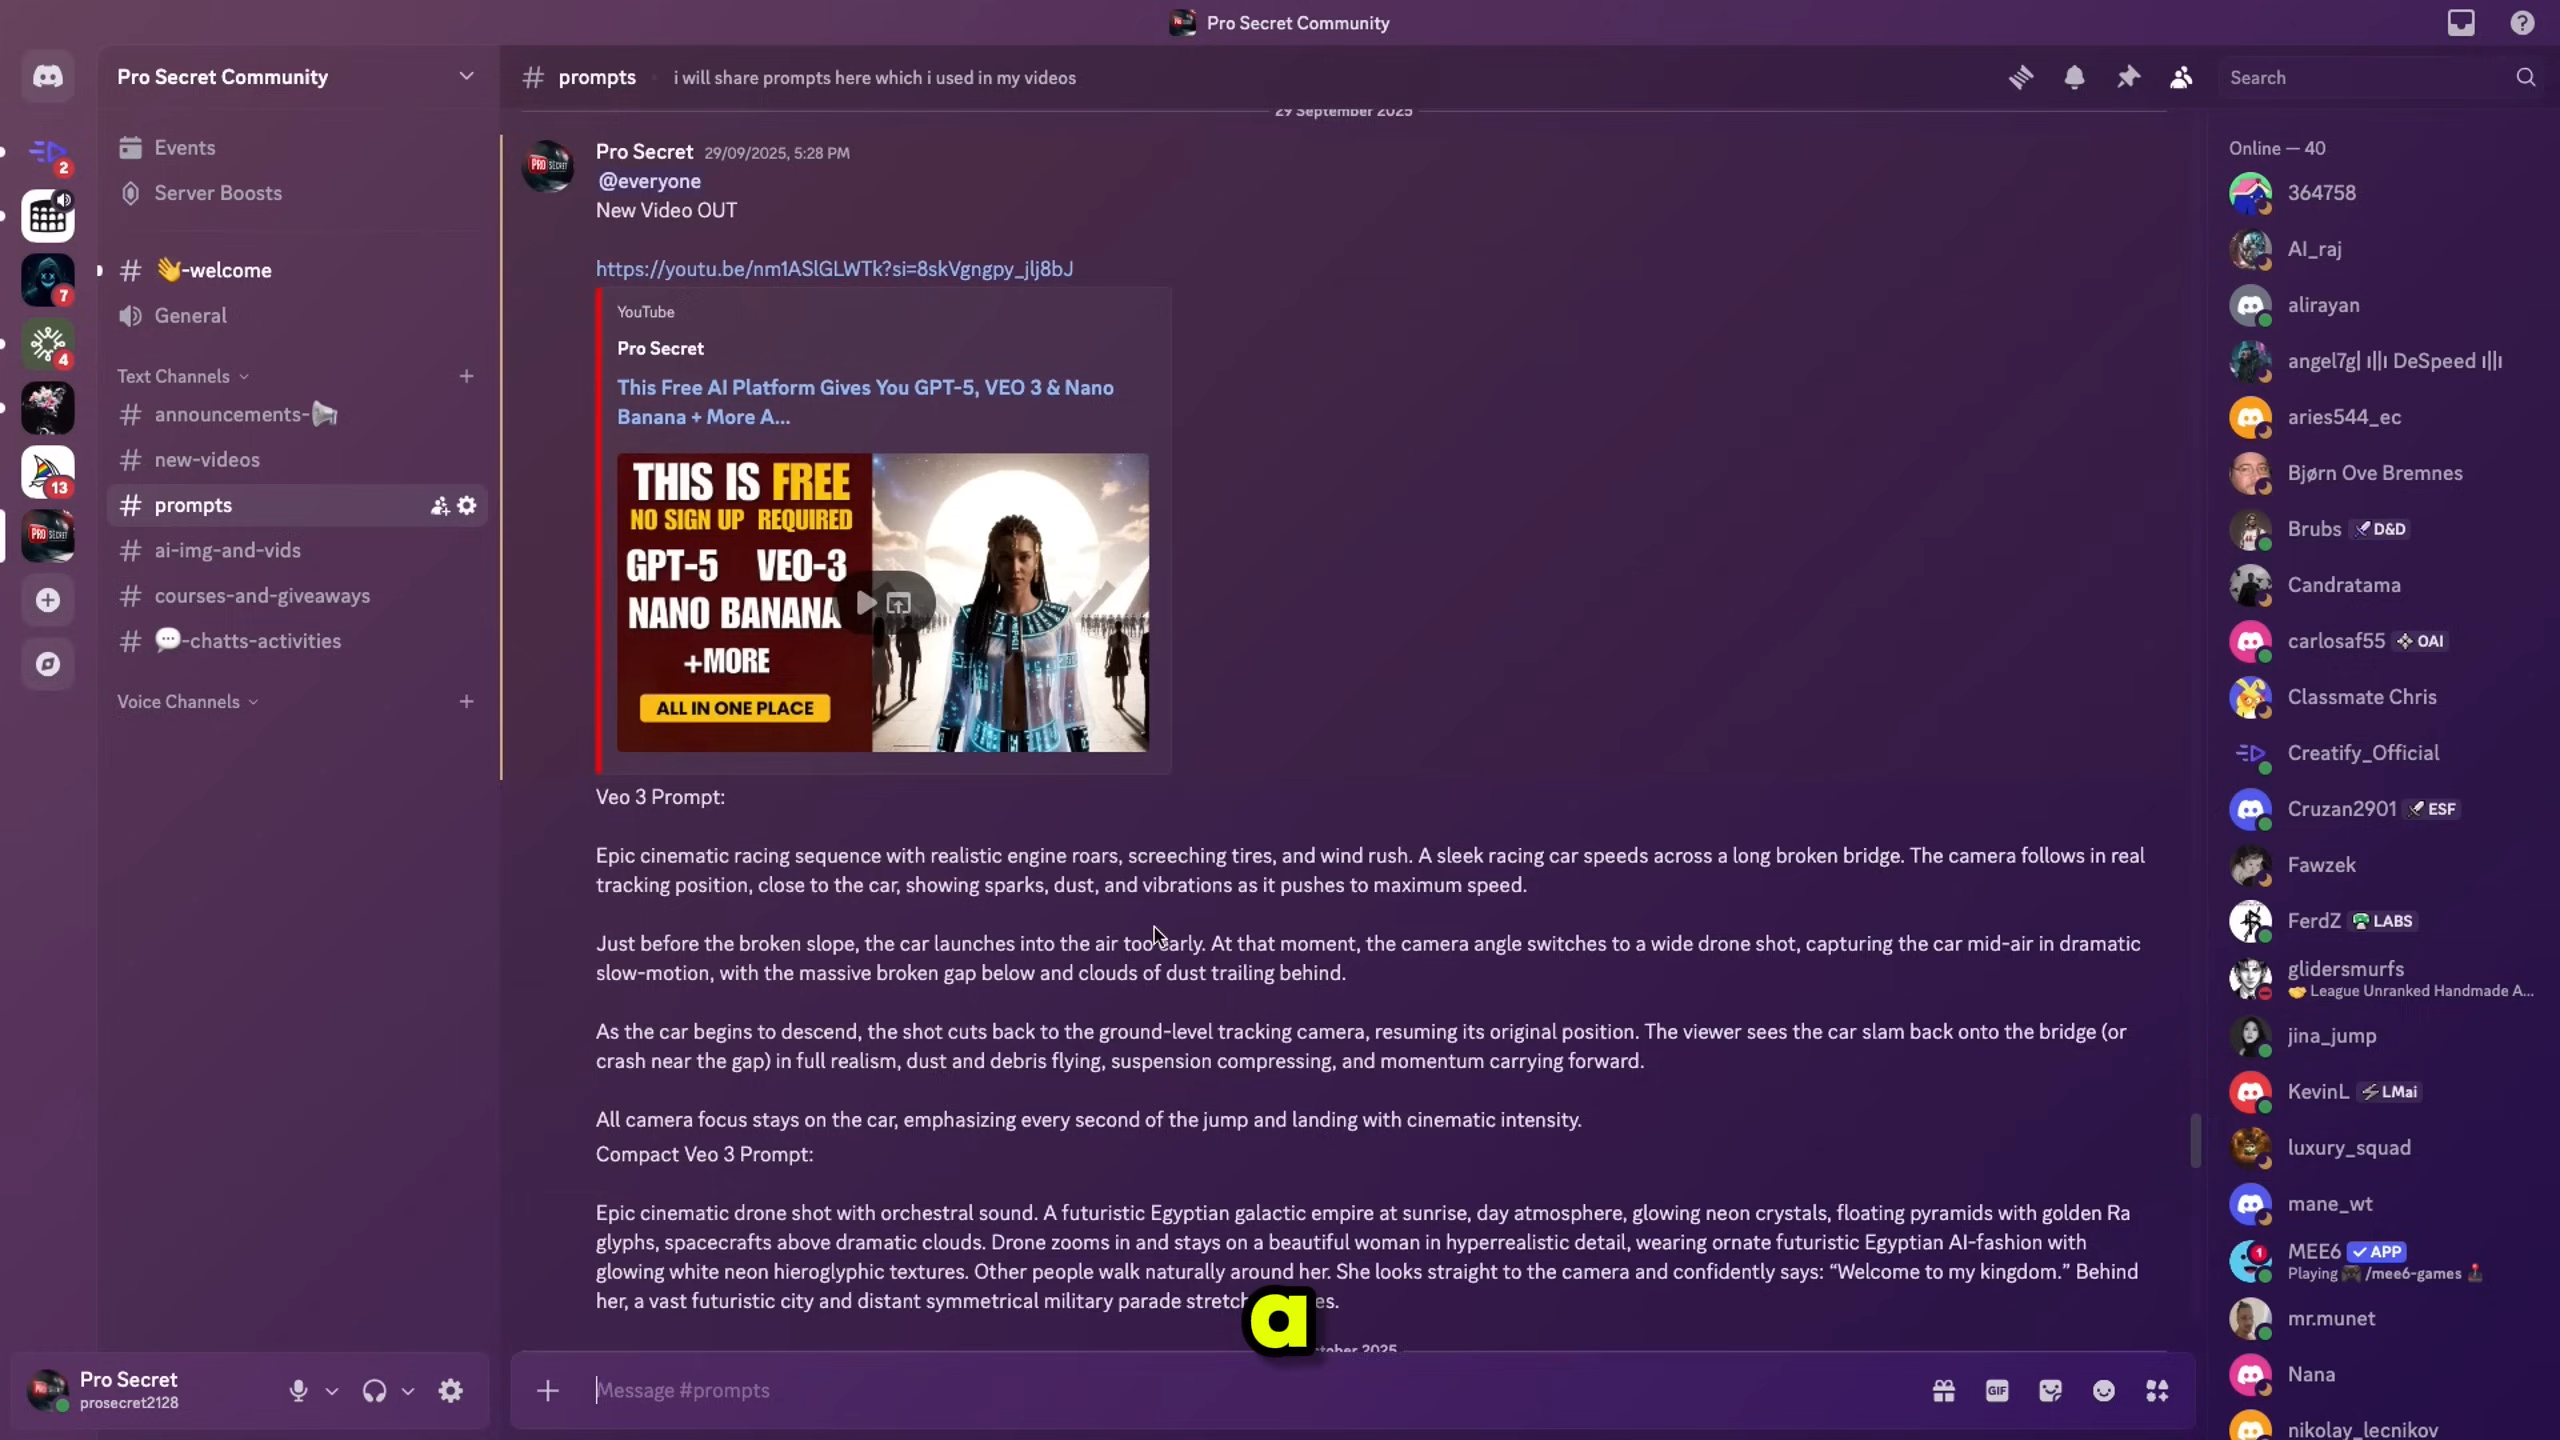 Pro Secret Community
Pro Secret Community
Events
Server Boosts
# 👋-welcome
General
Text Channels
# announcements-📢
# new-videos
# prompts
# ai-img-and-vids
# courses-and-giveaways
# 💬-chatts-activities
Voice Channels
2
7
4
13
PRO SECRET
Pro Secret
prosecret2128
# prompts
i will share prompts here which i used in my videos
Search
29 September 2025
Pro Secret 29/09/2025, 5:28 PM
@everyone
New Video OUT
https://youtu.be/nm1ASlGLWTk?si=8skVgngpy_jlj8bJ
YouTube
Pro Secret
This Free AI Platform Gives You GPT-5, VEO 3 & Nano
Banana + More A...
THIS IS FREE
NO SIGN UP REQUIRED
GPT-5 VEO-3
NANO BANANA
+MORE
ALL IN ONE PLACE
Veo 3 Prompt:
Epic cinematic racing sequence with realistic engine roars, screeching tires, and wind rush. A sleek racing car speeds across a long broken bridge. The camera follows in real
tracking position, close to the car, showing sparks, dust, and vibrations as it pushes to maximum speed.
Just before the broken slope, the car launches into the air too early. At that moment, the camera angle switches to a wide drone shot, capturing the car mid-air in dramatic
slow-motion, with the massive broken gap below and clouds of dust trailing behind.
As the car begins to descend, the shot cuts back to the ground-level tracking camera, resuming its original position. The viewer sees the car slam back onto the bridge (or
crash near the gap) in full realism, dust and debris flying, suspension compressing, and momentum carrying forward.
All camera focus stays on the car, emphasizing every second of the jump and landing with cinematic intensity.
Compact Veo 3 Prompt:
Epic cinematic drone shot with orchestral sound. A futuristic Egyptian galactic empire at sunrise, day atmosphere, glowing neon crystals, floating pyramids with golden Ra
glyphs, spacecrafts above dramatic clouds. Drone zooms in and stays on a beautiful woman in hyperrealistic detail, wearing ornate futuristic Egyptian AI-fashion with
glowing white neon hieroglyphic textures. Other people walk naturally around her. She looks straight to the camera and confidently says: “Welcome to my kingdom.” Behind
her, a vast futuristic city and distant symmetrical military parade
a
2025
Message #prompts
GIF
Online — 40
364758
AI_raj
alirayan
angel7g| ı||ı DeSpeed ı||ı
aries544_ec
Bjørn Ove Bremnes
Brubs D&D
Candratama
carlosaf55 OAI
Classmate Chris
Creatify_Official
Cruzan2901 ESF
Fawzek
FerdZ LABS
glidersmurfs
🤝 League Unranked Handmade A...
jina_jump
KevinL LMai
luxury_squad
mane_wt
MEE6 ✓ APP
Playing 🎮 /mee6-games 🕹️
mr.munet
Nana
nikolay_lecnikov